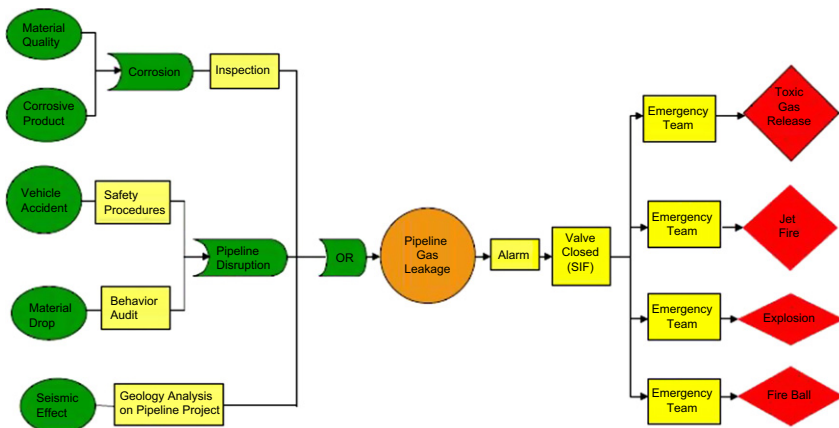 Material
Quality
Corrosive
Product
Corrosion
Inspection
Vehicle
Accident
Safety
Procedures
Material
Drop
Behavior
Audit
Pipeline
Disruption
Seismic
Effect
Geology Analysis
on Pipeline Project
OR
Pipeline
Gas
Leakage
Alarm
Valve
Closed
(SIF)
Emergency
Team
Toxic
Gas
Release
Emergency
Team
Jet
Fire
Emergency
Team
Explosion
Emergency
Team
Fire Ball